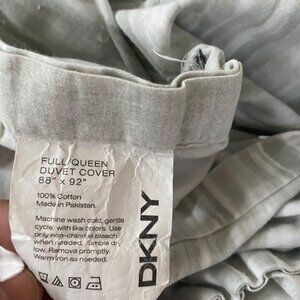 FULL/QUEEN
DUVET COVER
88" x 92"
100% Cotton
Made in Pakistan.
Machine wash cold, gentle
cycle, with like colors. Use
only non-chlorine bleach
when needed. Tumble dry,
low. Remove promptly.
Warm iron as needed.
DKNY